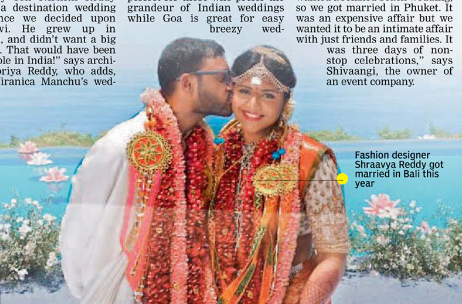 a destination wedding
nce we decided upon
vi. He grew up in
, and didn't want a big
. That would have been
ole in India!" says archi-
oriya Reddy, who adds,
iranica Manchu's wed-
grandeur of Indian weddings
while Goa is great for easy
breezy wed-
so we got married in Phuket. It
was an expensive affair but we
wanted it to be an intimate affair
with just friends and families. It
was three days of non-
stop celebrations," says
Shivaangi, the owner of
an event company.
Fashion designer
Shraavya Reddy got
married in Bali this
year